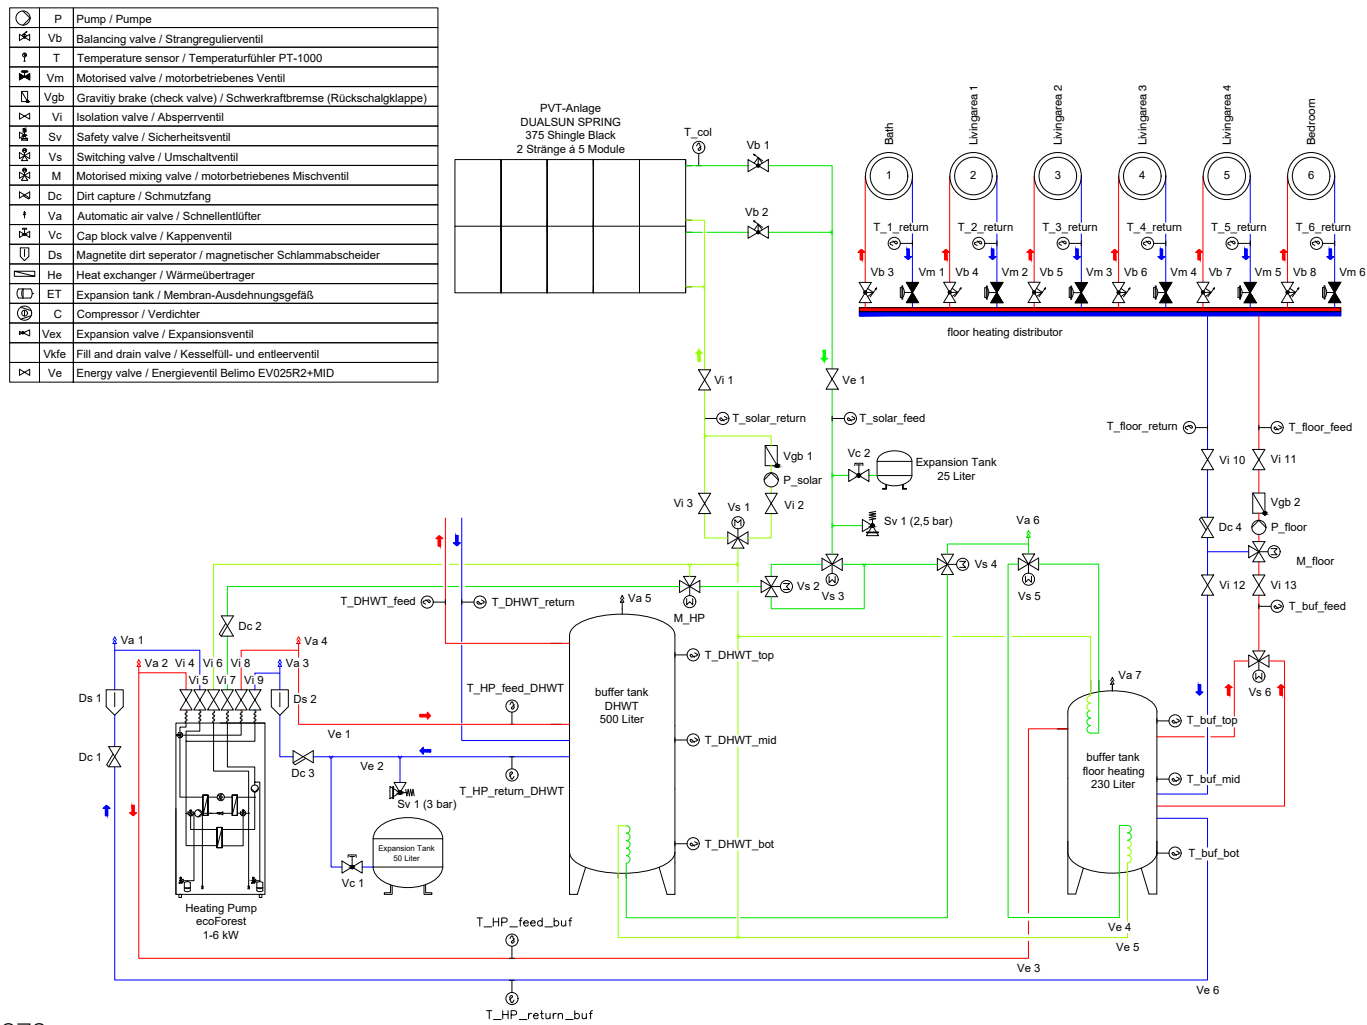 P Pump / Pumpe
Vb Balancing valve / Strangregulierventil
T Temperature sensor / Temperaturfühler PT-1000
Vm Motorised valve / motorbetriebenes Ventil
Vgb Gravitiy brake (check valve) / Schwerkraftbremse (Rückschalgklappe)
Vi Isolation valve / Absperrventil
Sv Safety valve / Sicherheitsventil
Vs Switching valve / Umschaltventil
M Motorised mixing valve / motorbetriebenes Mischventil
Dc Dirt capture / Schmutzfang
Va Automatic air valve / Schnellentlüfter
Vc Cap block valve / Kappenventil
Ds Magnetite dirt seperator / magnetischer Schlammabscheider
He Heat exchanger / Wärmeübertrager
ET Expansion tank / Membran-Ausdehnungsgefäß
C Compressor / Verdichter
Vex Expansion valve / Expansionsventil
Vkfe Fill and drain valve / Kesselfüll- und entleerventil
Ve Energy valve / Energieventil Belimo EV025R2+MID
PVT-Anlage
DUALSUN SPRING
375 Shingle Black
2 Stränge á 5 Module
T_col
Vb 1
Vb 2
Bath
Livingarea 1
Livingarea 2
Livingarea 3
Livingarea 4
Bedroom
1
2
3
4
5
6
T_1_return
T_2_return
T_3_return
T_4_return
T_5_return
T_6_return
Vb 3
Vm 1
Vb 4
Vm 2
Vb 5
Vm 3
Vb 6
Vm 4
Vb 7
Vm 5
Vb 8
Vm 6
floor heating distributor
Vi 1
Ve 1
T_solar_return
T_solar_feed
T_floor_return
T_floor_feed
Vgb 1
P_solar
Vc 2
Expansion Tank
25 Liter
Vi 10
Vi 11
Vi 3
Vs 1
Vi 2
Sv 1 (2,5 bar)
Va 6
Vgb 2
Dc 4
P_floor
M_floor
Vs 2
Vs 3
Vs 4
Vs 5
Vi 12
Vi 13
T_buf_feed
T_DHWT_feed
T_DHWT_return
Va 5
M_HP
Dc 2
Va 1
Va 2
Vi 4
Vi 5
Vi 6
Vi 7
Vi 8
Vi 9
Va 4
Va 3
Ds 1
Ds 2
Dc 1
T_HP_feed_DHWT
Ve 1
Ve 2
Dc 3
T_HP_return_DHWT
Sv 1 (3 bar)
buffer tank
DHWT
500 Liter
T_DHWT_top
T_DHWT_mid
T_DHWT_bot
Vs 6
Va 7
buffer tank
floor heating
230 Liter
T_buf_top
T_buf_mid
T_buf_bot
Expansion Tank
50 Liter
Vc 1
Heating Pump
ecoForest
1-6 kW
T_HP_feed_buf
T_HP_return_buf
Ve 4
Ve 5
Ve 3
Ve 6